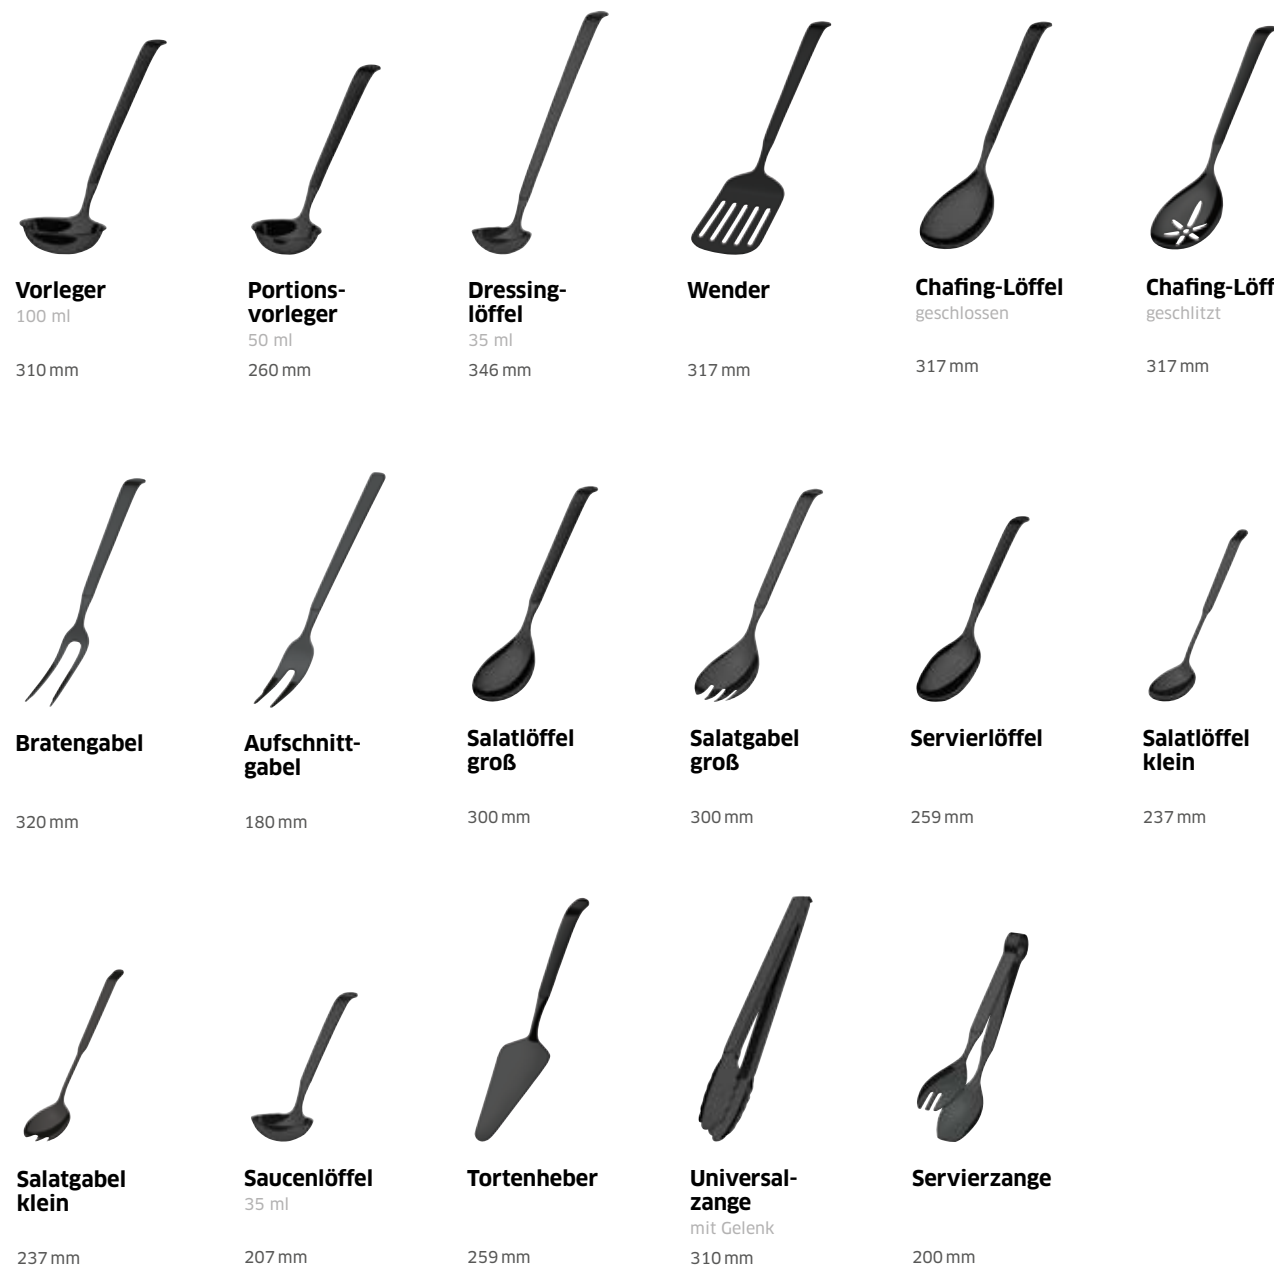 Vorleger
100 ml
310 mm
Portions-
vorleger
50 ml
260 mm
Dressing-
löffel
35 ml
346 mm
Wender
317 mm
Chafing-Löffel
geschlossen
317 mm
Chafing-Löff
geschlitzt
317 mm
Bratengabel
320 mm
Aufschnitt-
gabel
180 mm
Salatlöffel
groß
300 mm
Salatgabel
groß
300 mm
Servierlöffel
259 mm
Salatlöffel
klein
237 mm
Salatgabel
klein
237 mm
Saucenlöffel
35 ml
207 mm
Tortenheber
259 mm
Universal-
zange
mit Gelenk
310 mm
Servierzange
200 mm